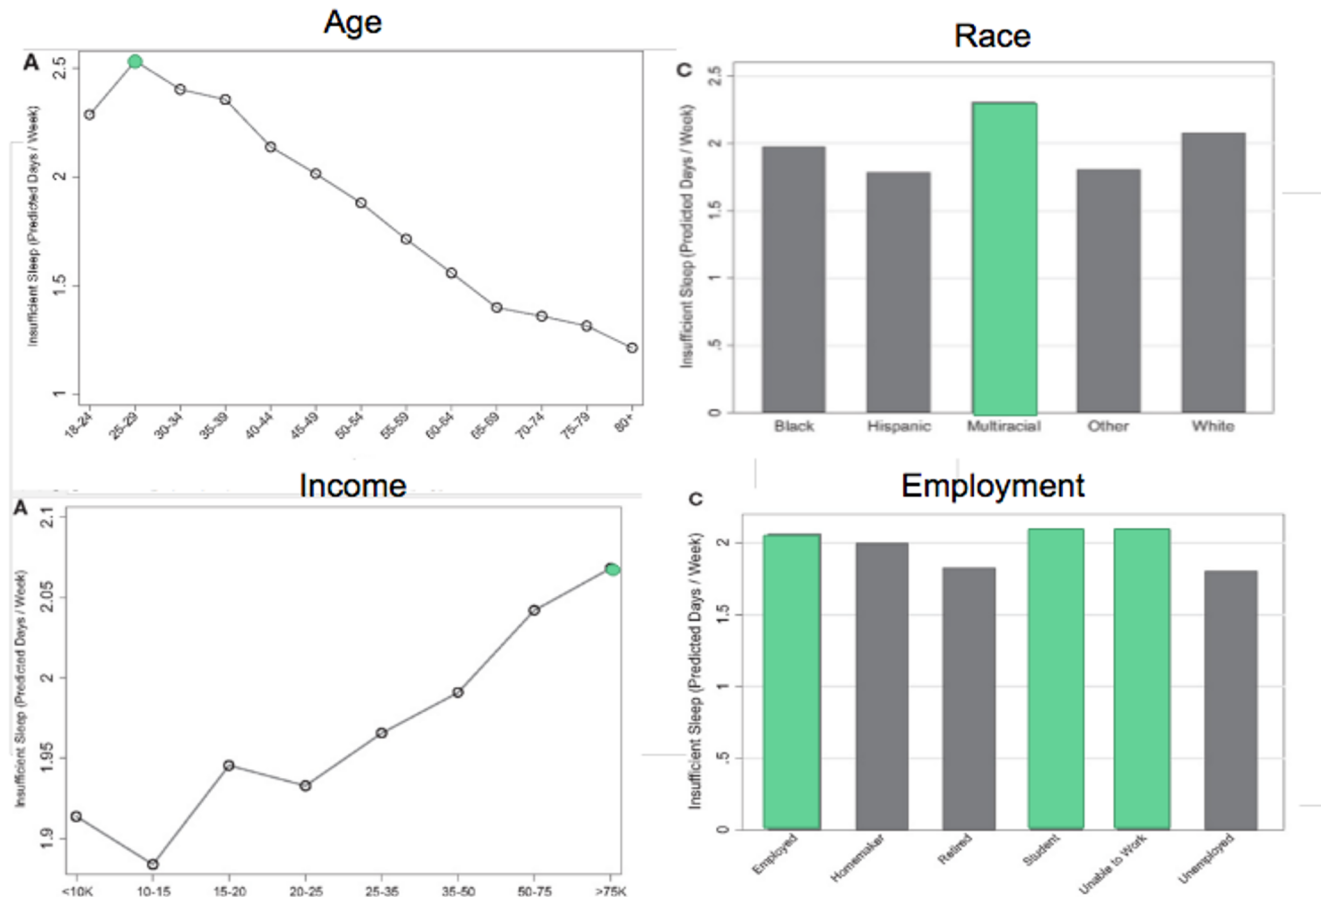 Age
A
Insufficient Sleep (Predicted Days / Week)
2.5
2
1.5
1
18-24
25-29
30-34
35-39
40-44
45-49
50-54
55-59
60-64
65-69
70-74
75-79
80+
Race
C
Insufficient Sleep (Predicted Days / Week)
2.5
2
1.5
1
.5
0
Black
Hispanic
Multiracial
Other
White
Income
A
Insufficient Sleep (Predicted Days / Week)
2.1
2.05
2
1.95
1.9
<10K
10-15
15-20
20-25
25-35
35-50
50-75
>75K
Employment
C
Insufficient Sleep (Predicted Days / Week)
2
1.5
1
.5
0
Employed
Homemaker
Retired
Student
Unable to Work
Unemployed